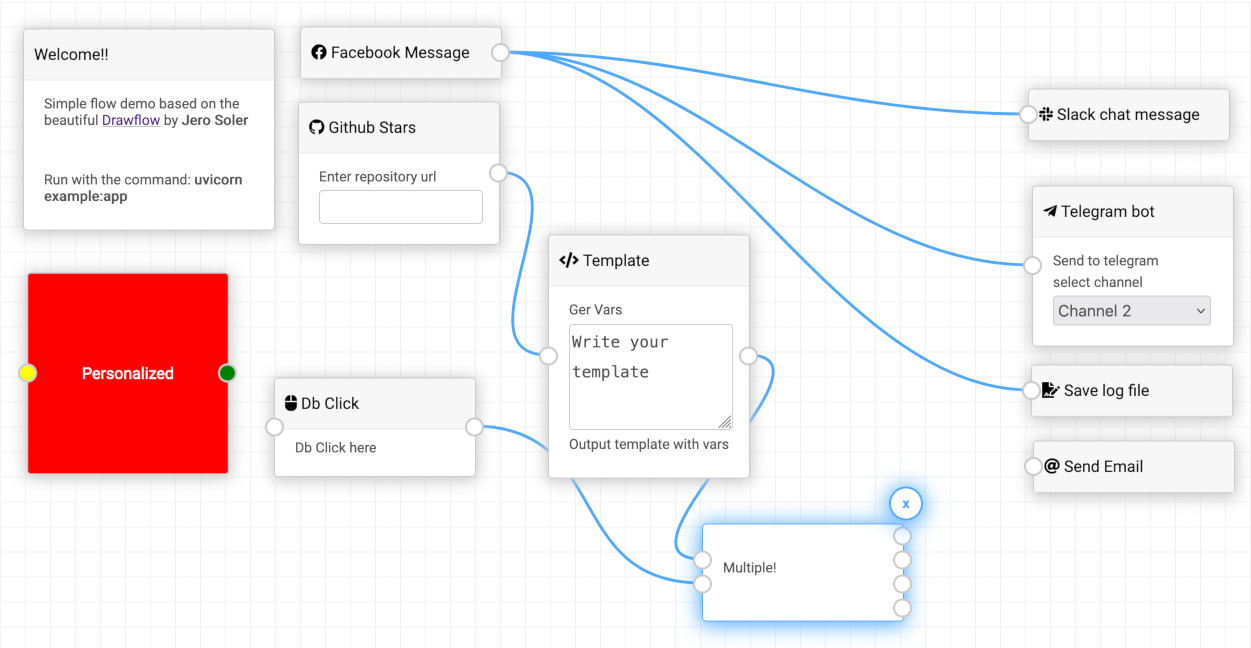 Welcome!!
Simple flow demo based on the
beautiful Drawflow by Jero Soler
Run with the command: uvicorn
example:app
Facebook Message
Github Stars
Enter repository url
Slack chat message
Telegram bot
Send to telegram
select channel
Channel 2
Template
Ger Vars
Write your
template
Output template with vars
Personalized
Db Click
Db Click here
Save log file
Send Email
x
Multiple!